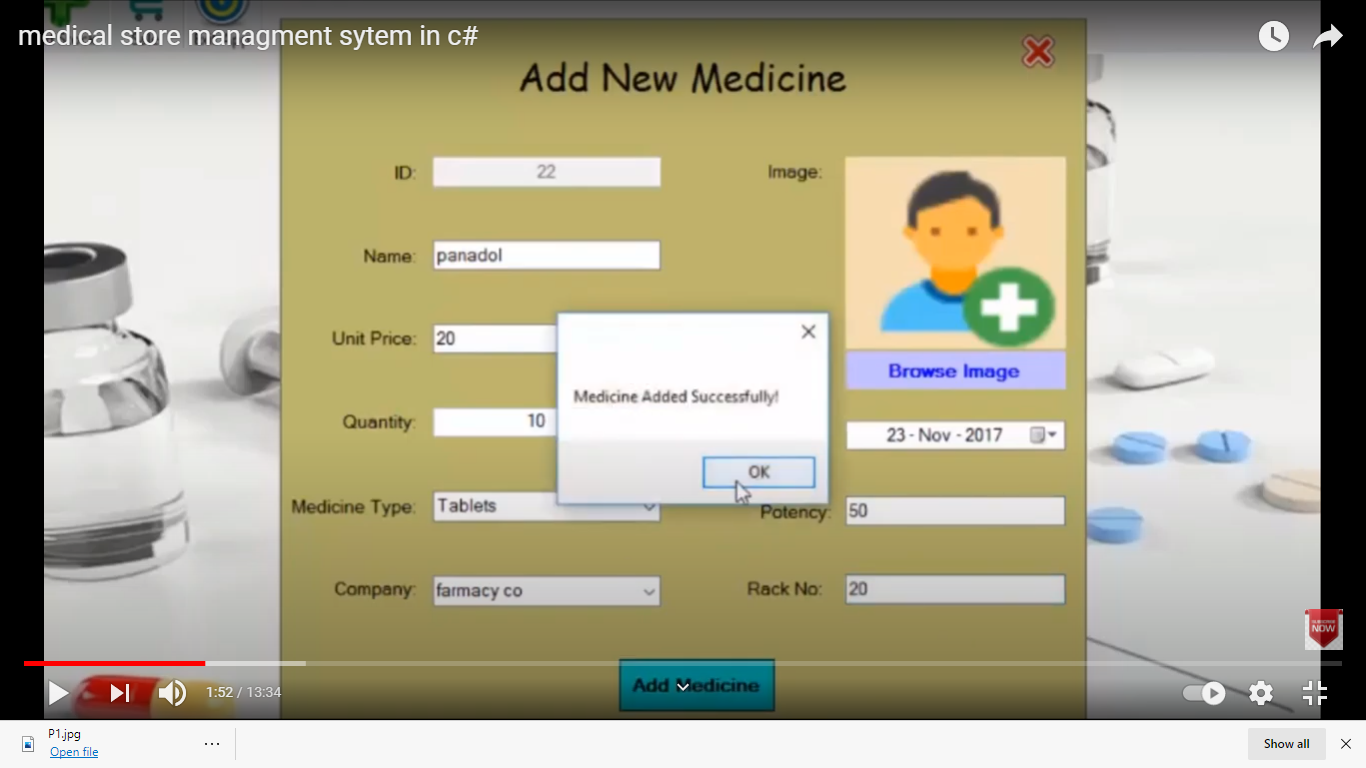 medical store managment sytem in c#
Add New Medicine
ID: 22
Image:
Name: panadol
Unit Price: 20
Browse Image
Medicine Added Successfully!
OK
Quantity: 10
23 - Nov - 2017
Medicine Type: Tablets
Potency: 50
Company: farmacy co
Rack No: 20
SUBSCRIBE
NOW
Add Medicine
1:52 / 13:34
P1.jpg
Open file
Show all